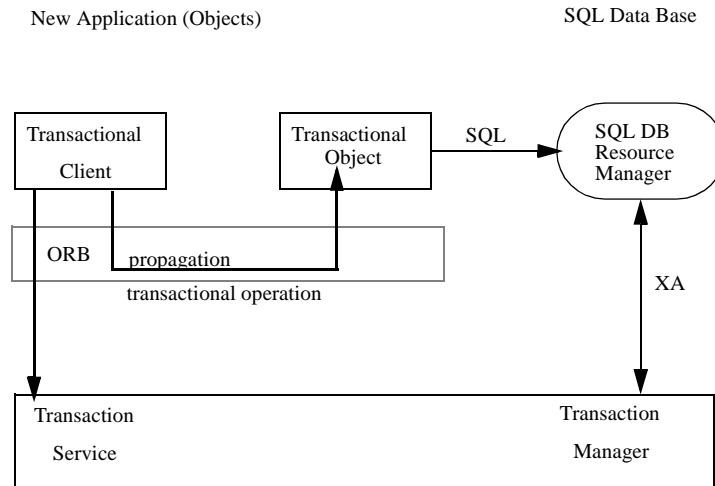 New Application (Objects)
SQL Data Base
Transactional
Client
Transactional
Object
SQL
SQL DB
Resource
Manager
ORB
propagation
transactional operation
XA
Transaction
Service
Transaction
Manager